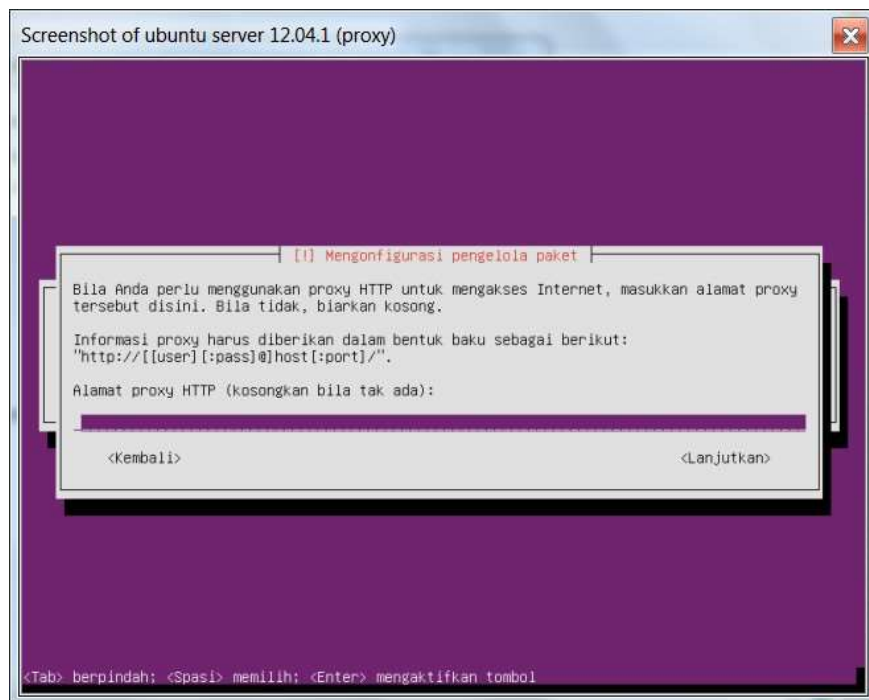 Screenshot of ubuntu server 12.04.1 (proxy)
[!] Mengonfigurasi pengelola paket
Bila Anda perlu menggunakan proxy HTTP untuk mengakses Internet, masukkan alamat proxy
tersebut disini. Bila tidak, biarkan kosong.
Informasi proxy harus diberikan dalam bentuk baku sebagai berikut:
"http://[[user][:pass]@]host[:port]/".
Alamat proxy HTTP (kosongkan bila tak ada):
<Kembali> <Lanjutkan>
<Tab> berpindah; <Spasi> memilih; <Enter> mengaktifkan tombol